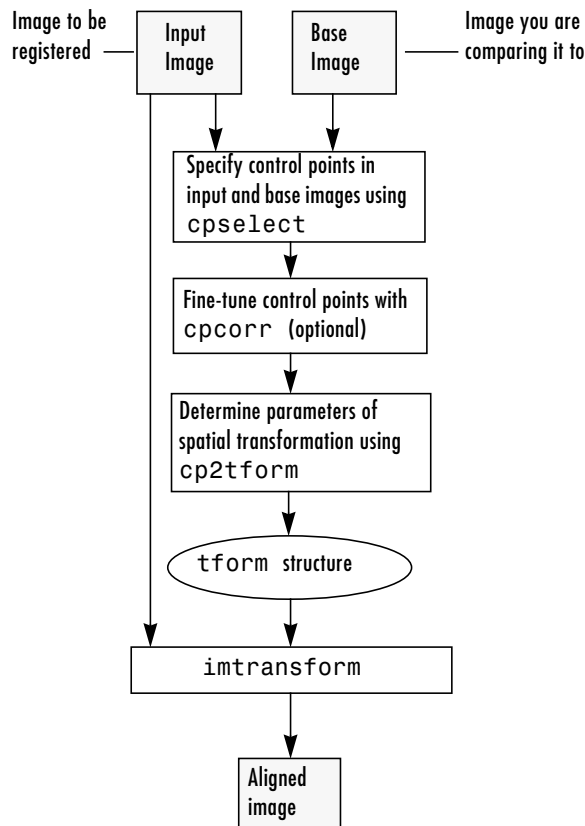 Image to be
registered
Input
Image
Base
Image
Image you are
comparing it to
Specify control points in
input and base images using
cpselect
Fine-tune control points with
cpcorr (optional)
Determine parameters of
spatial transformation using
cp2tform
tform structure
imtransform
Aligned
image